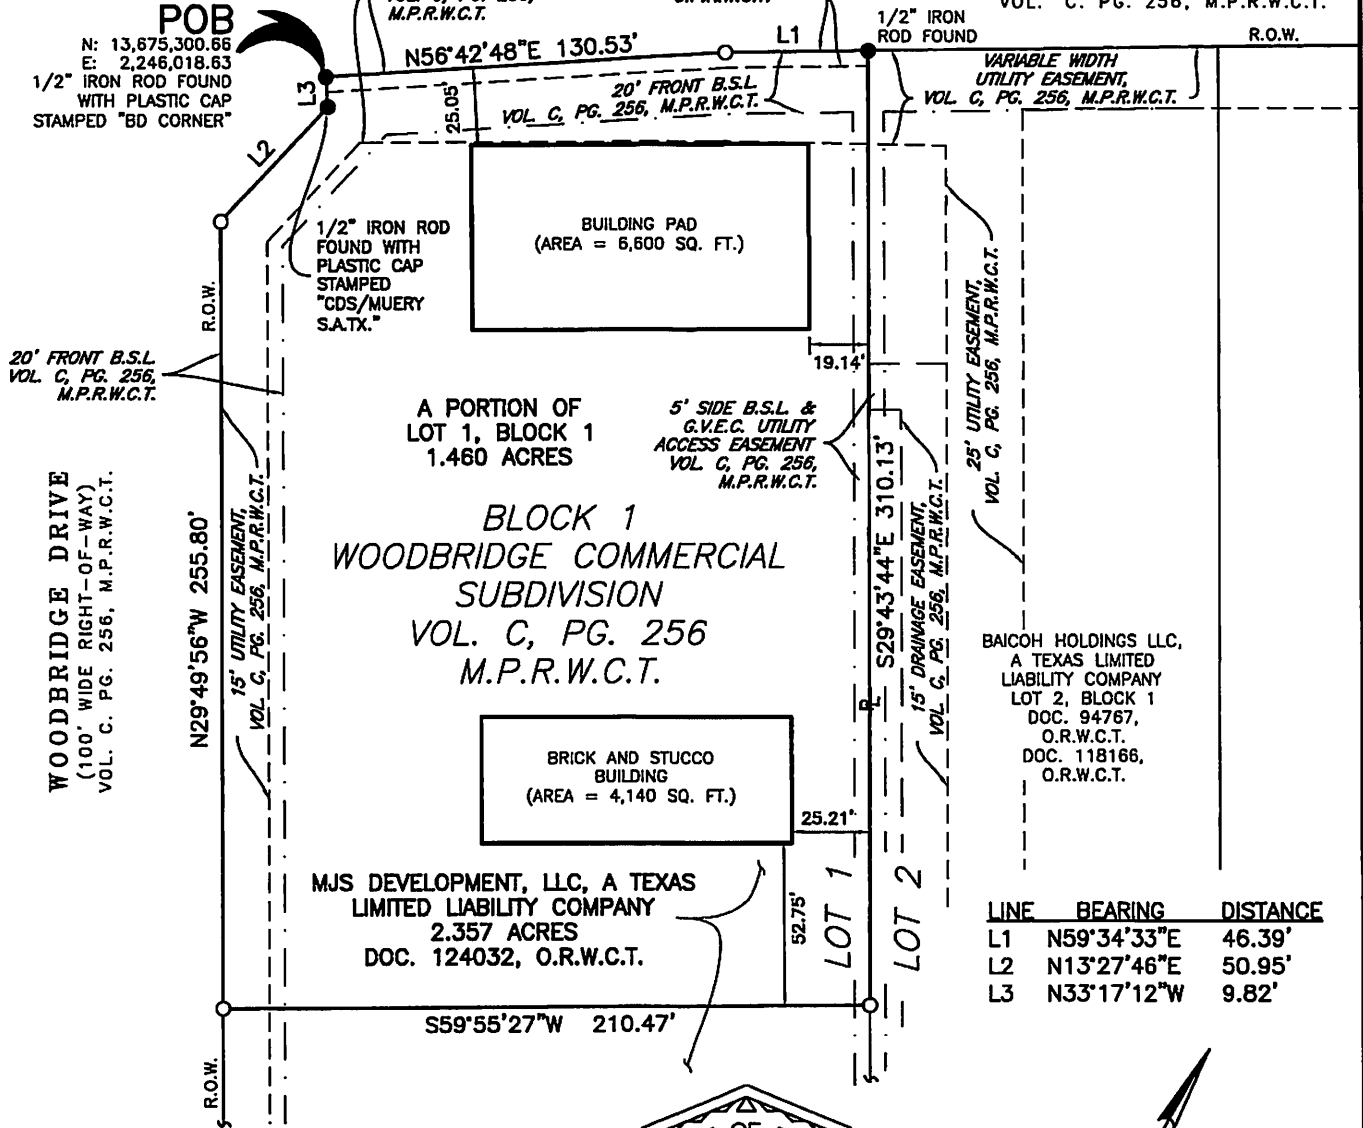 POB
N: 13,675,300.66
E: 2,246,018.63
1/2" IRON ROD FOUND
WITH PLASTIC CAP
STAMPED "BD CORNER"
M.P.R.W.C.T.
N56°42'48"E 130.53'
L1
1/2" IRON
ROD FOUND
VOL. C. PG. 256, M.P.R.W.C.T.
R.O.W.
VARIABLE WIDTH
UTILITY EASEMENT,
VOL. C, PG. 256, M.P.R.W.C.T.
20' FRONT B.S.L.
VOL. C, PG. 256, M.P.R.W.C.T.
L3
L2
25.05'
BUILDING PAD
(AREA = 6,600 SQ. FT.)
1/2" IRON ROD
FOUND WITH
PLASTIC CAP
STAMPED
"CDS/MUERY
S.A.TX."
R.O.W.
20' FRONT B.S.L.
VOL. C, PG. 256,
M.P.R.W.C.T.
19.14'
A PORTION OF
LOT 1, BLOCK 1
1.460 ACRES
5' SIDE B.S.L. &
G.V.E.C. UTILITY
ACCESS EASEMENT
VOL. C, PG. 256,
M.P.R.W.C.T.
25' UTILITY EASEMENT,
VOL. C, PG. 256, M.P.R.W.C.T.
WOODBRIDGE DRIVE
(100' WIDE RIGHT-OF-WAY)
VOL. C. PG. 256, M.P.R.W.C.T.
N29°49'56"W 255.80'
15' UTILITY EASEMENT,
VOL. C, PG. 256, M.P.R.W.C.T.
BLOCK 1
WOODBRIDGE COMMERCIAL
SUBDIVISION
VOL. C, PG. 256
M.P.R.W.C.T.
S29°43'44"E 310.13'
15' DRAINAGE EASEMENT,
VOL. C, PG. 256, M.P.R.W.C.T.
PL
BAICOH HOLDINGS LLC,
A TEXAS LIMITED
LIABILITY COMPANY
LOT 2, BLOCK 1
DOC. 94767,
O.R.W.C.T.
DOC. 118166,
O.R.W.C.T.
BRICK AND STUCCO
BUILDING
(AREA = 4,140 SQ. FT.)
25.21'
52.75'
LOT 1
LOT 2
MJS DEVELOPMENT, LLC, A TEXAS
LIMITED LIABILITY COMPANY
2.357 ACRES
DOC. 124032, O.R.W.C.T.
LINE BEARING DISTANCE
L1 N59°34'33"E 46.39'
L2 N13°27'46"E 50.95'
L3 N33°17'12"W 9.82'
S59°55'27"W 210.47'
R.O.W.
OF